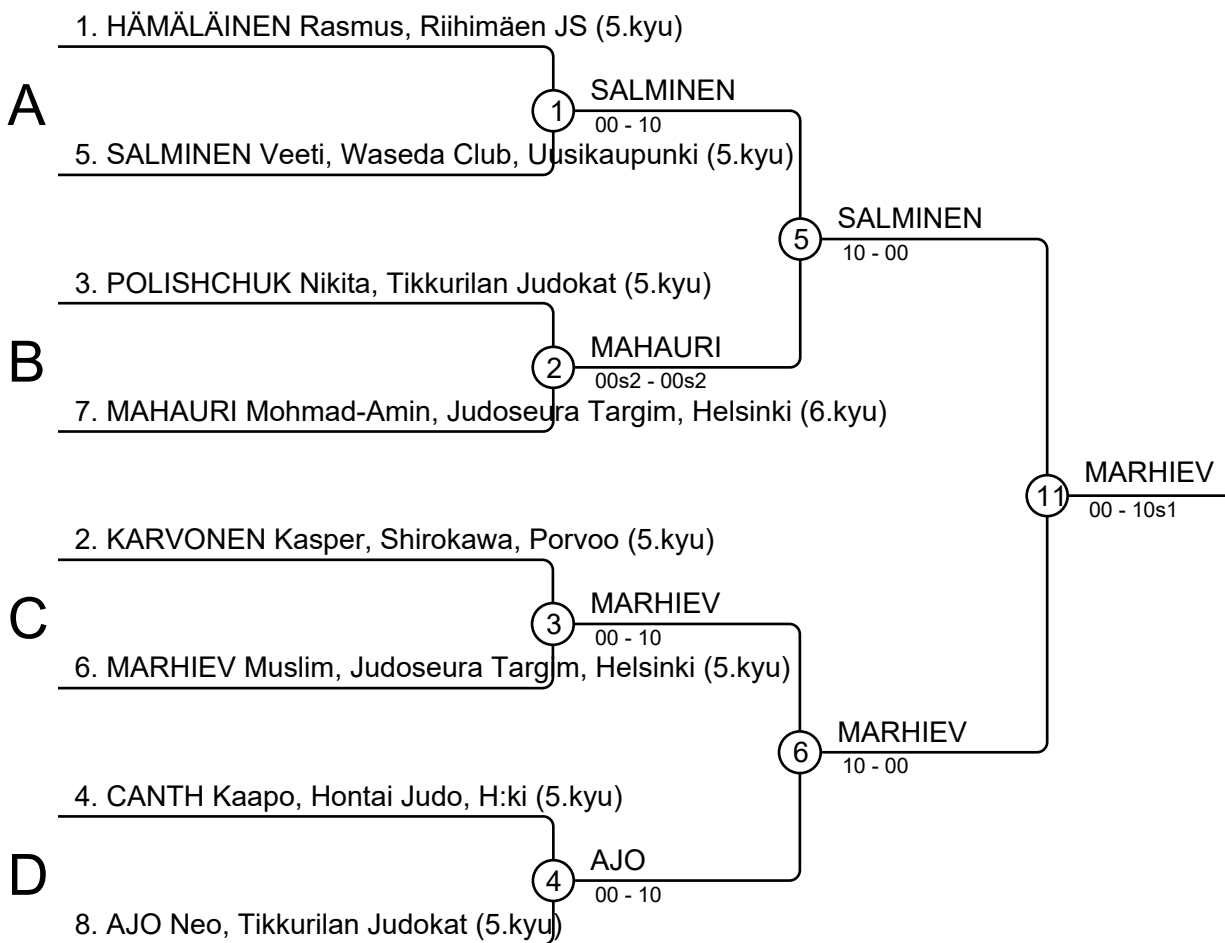 1. HÄMÄLÄINEN Rasmus, Riihimäen JS (5.kyu)
A
1
SALMINEN
00 - 10
5. SALMINEN Veeti, Waseda Club, Uusikaupunki (5.kyu)
5
SALMINEN
10 - 00
3. POLISHCHUK Nikita, Tikkurilan Judokat (5.kyu)
B
2
MAHAURI
00s2 - 00s2
7. MAHAURI Mohmad-Amin, Judoseura Targim, Helsinki (6.kyu)
11
MARHIEV
00 - 10s1
2. KARVONEN Kasper, Shirokawa, Porvoo (5.kyu)
C
3
MARHIEV
00 - 10
6. MARHIEV Muslim, Judoseura Targim, Helsinki (5.kyu)
6
MARHIEV
10 - 00
4. CANTH Kaapo, Hontai Judo, H:ki (5.kyu)
D
4
AJO
00 - 10
8. AJO Neo, Tikkurilan Judokat (5.kyu)